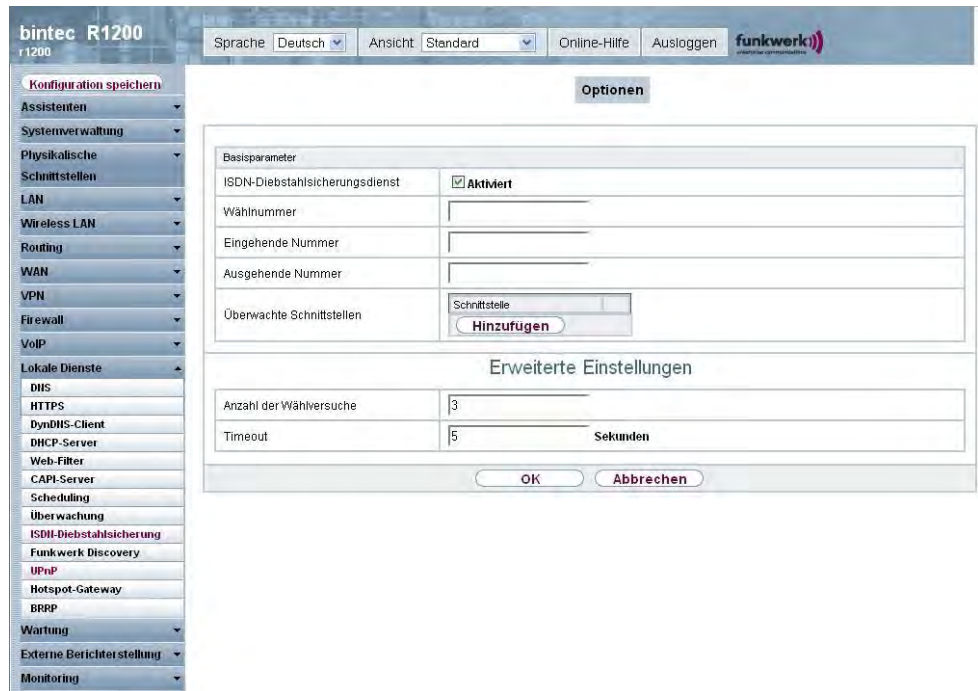 bintec R1200
r1200
Sprache Deutsch Ansicht Standard Online-Hilfe Ausloggen funkwerk
Konfiguration speichern
Assistenten
Systemverwaltung
Physikalische
Schnittstellen
LAN
Wireless LAN
Routing
WAN
VPN
Firewall
VoIP
Lokale Dienste
DNS
HTTPS
DynDNS-Client
DHCP-Server
Web-Filter
CAPI-Server
Scheduling
Überwachung
ISDN-Diebstahlsicherung
Funkwerk Discovery
UPnP
Hotspot-Gateway
BRRP
Wartung
Externe Berichterstellung
Monitoring
Optionen
Basisparameter
ISDN-Diebstahlsicherungsdienst Aktiviert
Wählnummer
Eingehende Nummer
Ausgehende Nummer
Überwachte Schnittstellen
Schnittstelle
Hinzufügen
Erweiterte Einstellungen
Anzahl der Wählversuche 3
Timeout 5 Sekunden
OK Abbrechen